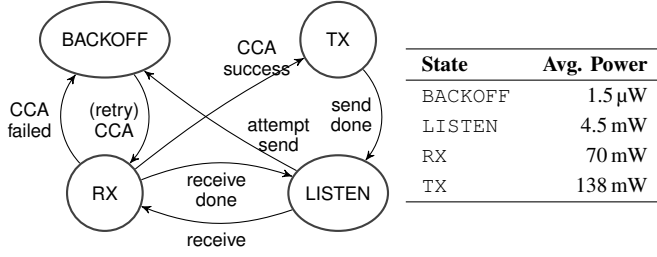 BACKOFF
TX
CCA
success
CCA
failed
(retry)
CCA
attempt
send
send
done
RX
receive
done
LISTEN
receive
State Avg. Power
BACKOFF 1.5 µW
LISTEN 4.5 mW
RX 70 mW
TX 138 mW